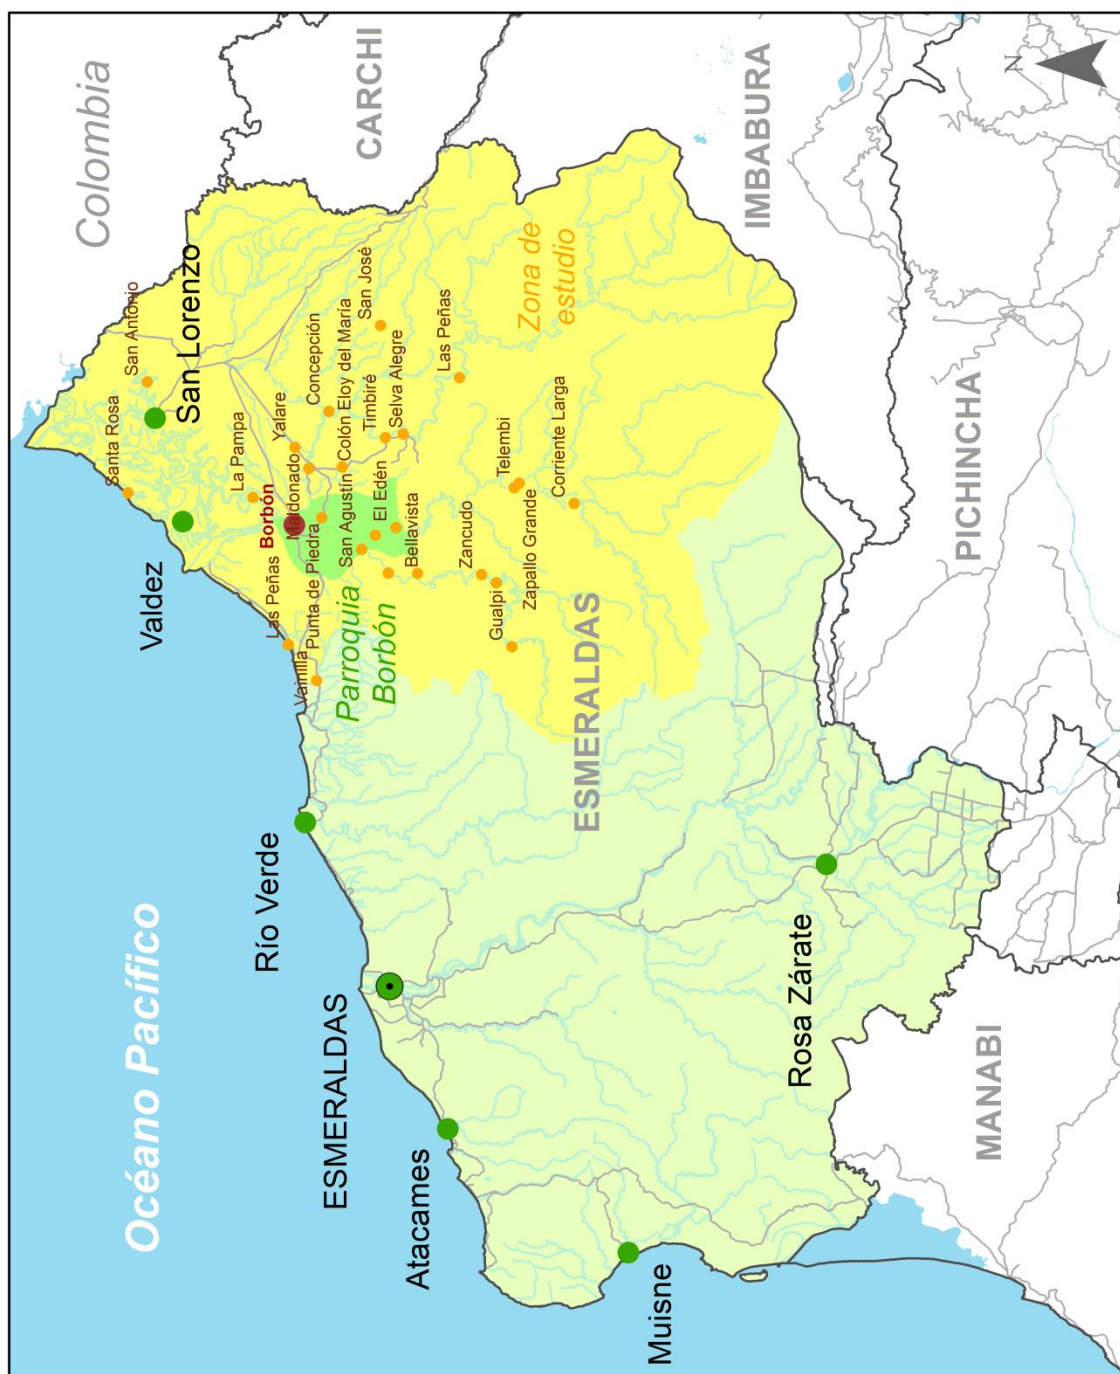 Océano Pacífico
Colombia
CARCHI
IMBABURA
PICHINCHA
MANABI
ESMERALDAS
N
San Lorenzo
Valdez
Río Verde
ESMERALDAS
Atacames
Muisne
Rosa Zárate
Santa Rosa
San Antonio
La Pampa
Yalare
Borbón
Maldonado
Concepción
Colón Eloy del María
San José
Timbiré
Selva Alegre
Las Peñas
Las Peñas
Vainilla
Punta de Piedra
San Agustín
El Edén
Bellavista
Parroquia
Borbón
Zona de
estudio
Zancudo
Gualpi
Telembi
Zapallo Grande
Corriente Larga